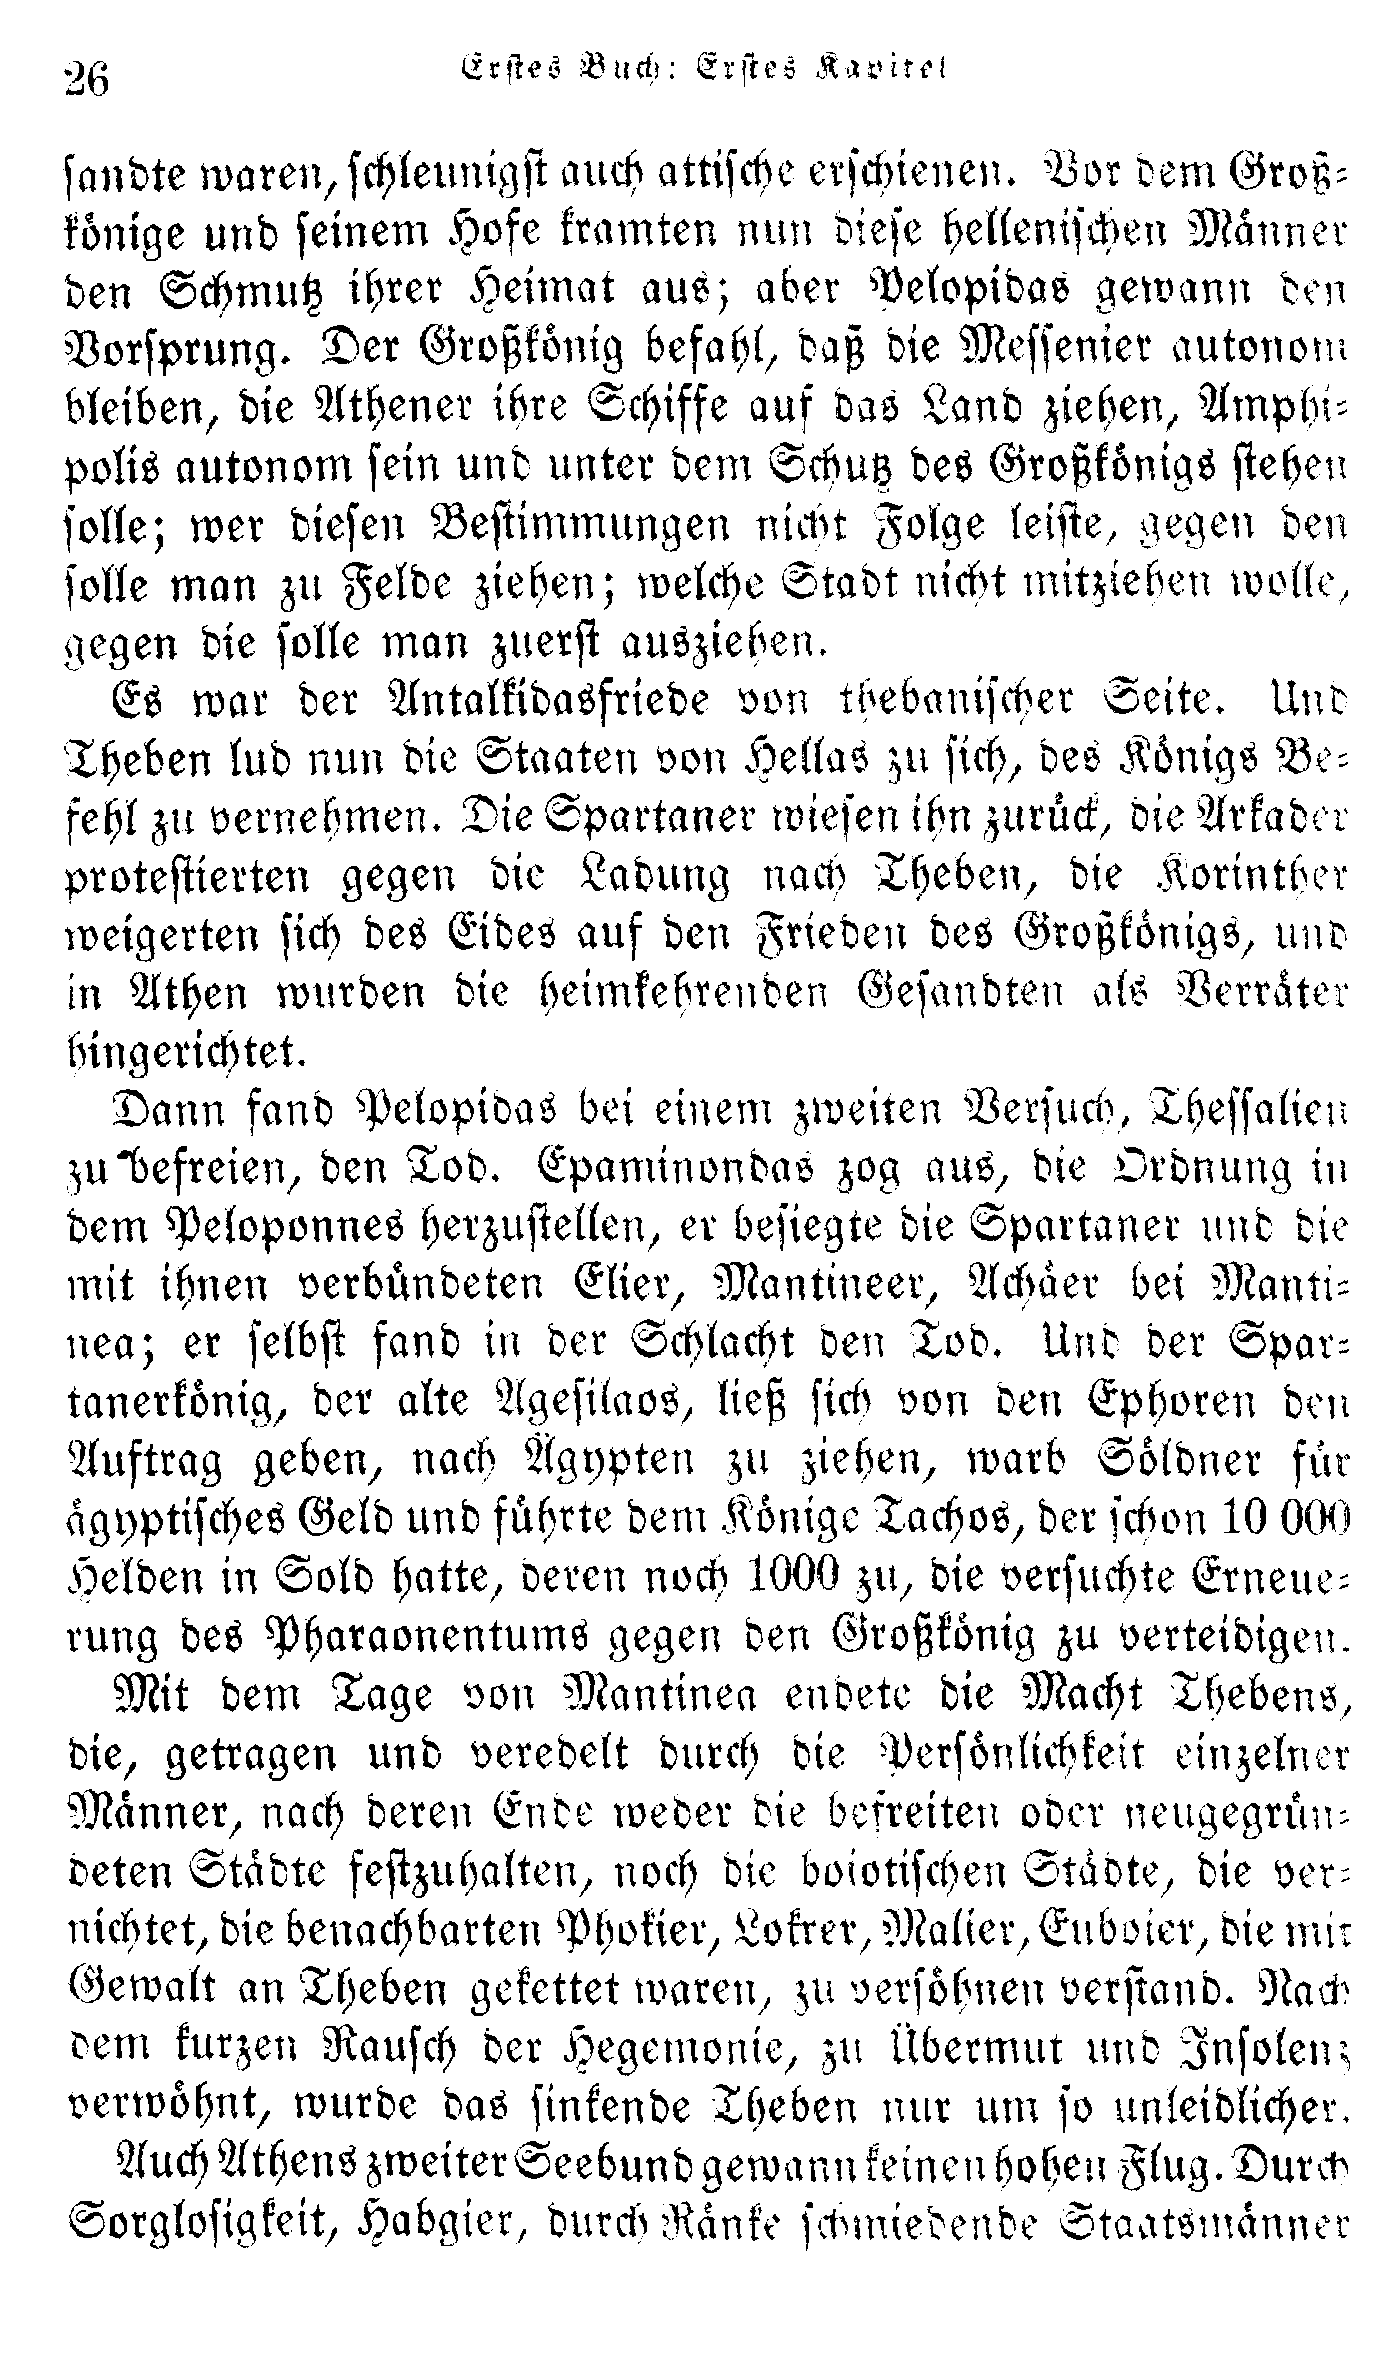 26
Erstes Buch: Erstes Kapitel
sandte waren, schleunigst auch attische erschienen. Vor dem Groß-
könige und seinem Hofe kramten nun diese hellenischen Männer
den Schmutz ihrer Heimat aus; aber Pelopidas gewann den
Vorsprung. Der Großkönig befahl, daß die Messenier autonom
bleiben, die Athener ihre Schiffe auf das Land ziehen, Amphi-
polis autonom sein und unter dem Schutz des Großkönigs stehen
solle; wer diesen Bestimmungen nicht Folge leiste, gegen den
solle man zu Felde ziehen; welche Stadt nicht mitziehen wolle,
gegen die solle man zuerst ausziehen.
Es war der Antalkidasfriede von thebanischer Seite. Und
Theben lud nun die Staaten von Hellas zu sich, des Königs Be-
fehl zu vernehmen. Die Spartaner wiesen ihn zurück, die Arkader
protestierten gegen die Ladung nach Theben, die Korinther
weigerten sich des Eides auf den Frieden des Großkönigs, und
in Athen wurden die heimkehrenden Gesandten als Verräter
hingerichtet.
Dann fand Pelopidas bei einem zweiten Versuch, Thessalien
zu befreien, den Tod. Epaminondas zog aus, die Ordnung in
dem Peloponnes herzustellen, er besiegte die Spartaner und die
mit ihnen verbündeten Elier, Mantineer, Achäer bei Manti-
nea; er selbst fand in der Schlacht den Tod. Und der Spar-
tanerkönig, der alte Agesilaos, ließ sich von den Ephoren den
Auftrag geben, nach Ägypten zu ziehen, warb Söldner für
ägyptisches Geld und führte dem Könige Tachos, der schon 10 000
Helden in Sold hatte, deren noch 1000 zu, die versuchte Erneue-
rung des Pharaonentums gegen den Großkönig zu verteidigen.
Mit dem Tage von Mantinea endete die Macht Thebens,
die, getragen und veredelt durch die Persönlichkeit einzelner
Männer, nach deren Ende weder die befreiten oder neugegrün-
deten Städte festzuhalten, noch die boiotischen Städte, die ver-
nichtet, die benachbarten Phokier, Lokrer, Malier, Euboier, die mit
Gewalt an Theben gekettet waren, zu versöhnen verstand. Nach
dem kurzen Rausch der Hegemonie, zu Übermut und Insolenz
verwöhnt, wurde das sinkende Theben nur um so unleidlicher.
Auch Athens zweiter Seebund gewann keinen hohen Flug. Durch
Sorglosigkeit, Habgier, durch Ränke schmiedende Staatsmänner